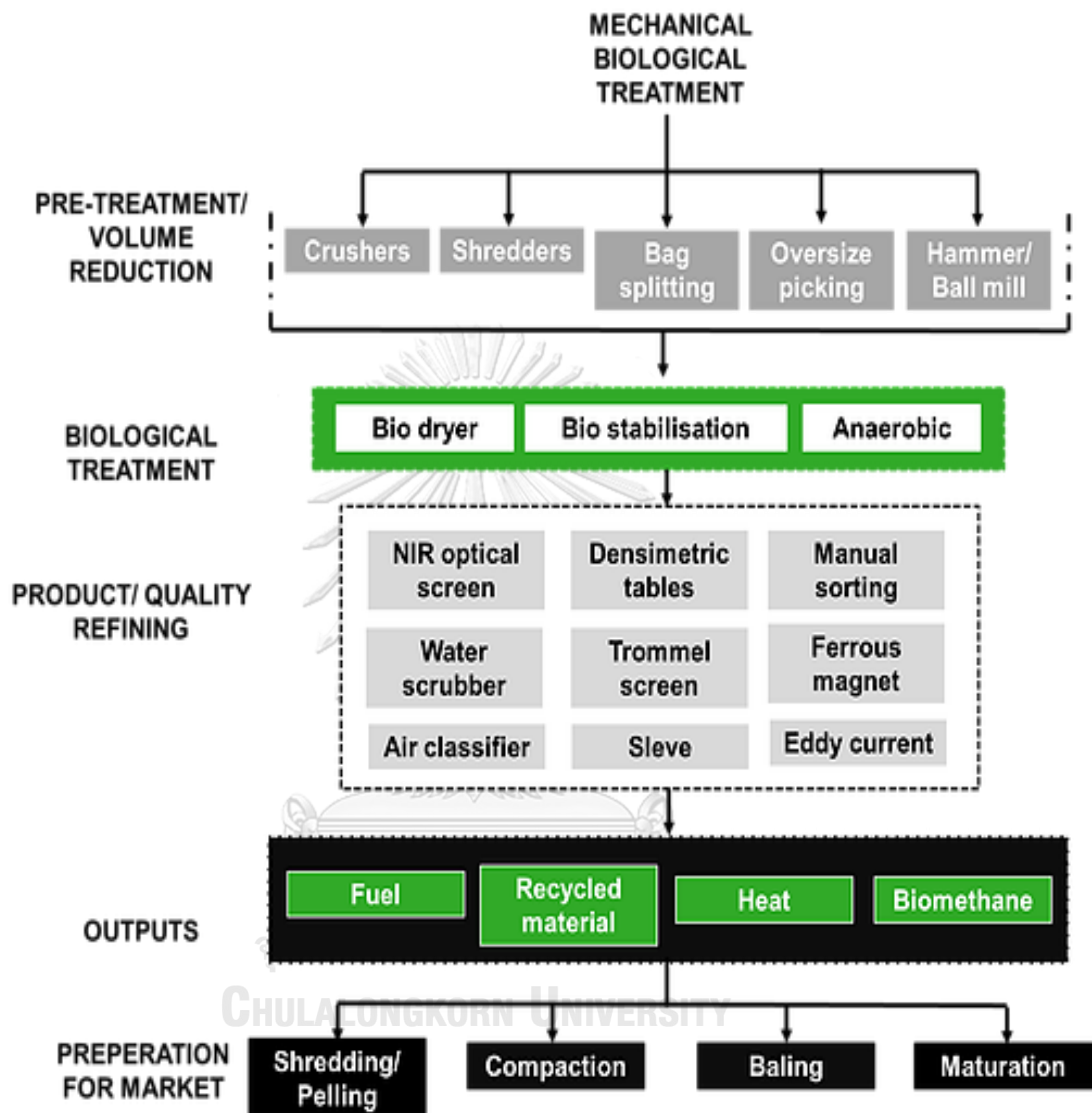 MECHANICAL
BIOLOGICAL
TREATMENT
PRE-TREATMENT/
VOLUME
REDUCTION
Crushers
Shredders
Bag
splitting
Oversize
picking
Hammer/
Ball mill
BIOLOGICAL
TREATMENT
Bio dryer
Bio stabilisation
Anaerobic
PRODUCT/ QUALITY
REFINING
NIR optical
screen
Densimetric
tables
Manual
sorting
Water
scrubber
Trommel
screen
Ferrous
magnet
Air classifier
Sleve
Eddy current
OUTPUTS
Fuel
Recycled
material
Heat
Biomethane
CHULALONGKORN UNIVERSITY
PREPERATION
FOR MARKET
Shredding/
Pelling
Compaction
Baling
Maturation